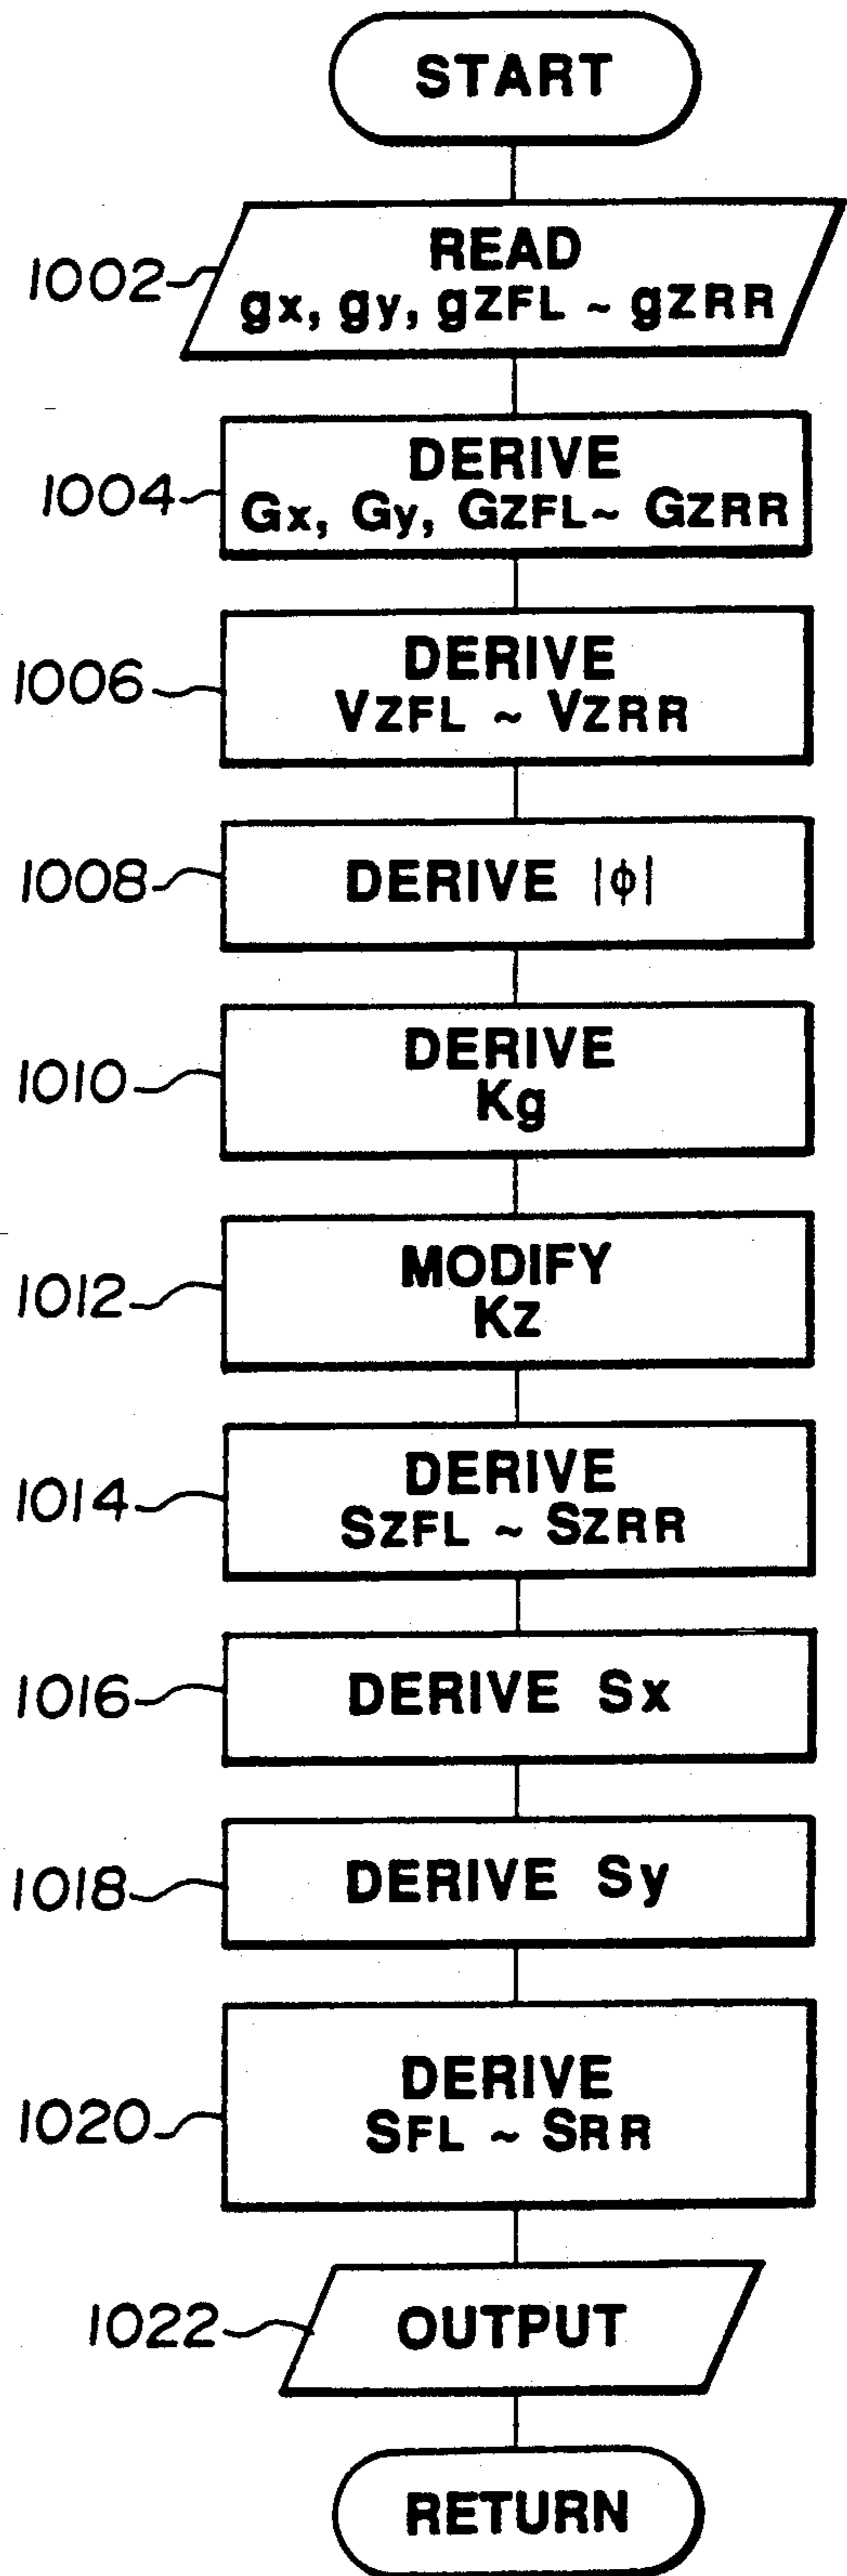 START
1002
READ
gx, gy, gZFL ~ gZRR
1004
DERIVE
Gx, Gy, GZFL~ GZRR
1006
DERIVE
VZFL ~ VZRR
1008
DERIVE |ϕ|
1010
DERIVE
Kg
1012
MODIFY
Kz
1014
DERIVE
SZFL ~ SZRR
1016
DERIVE Sx
1018
DERIVE Sy
1020
DERIVE
SFL ~ SRR
1022
OUTPUT
RETURN